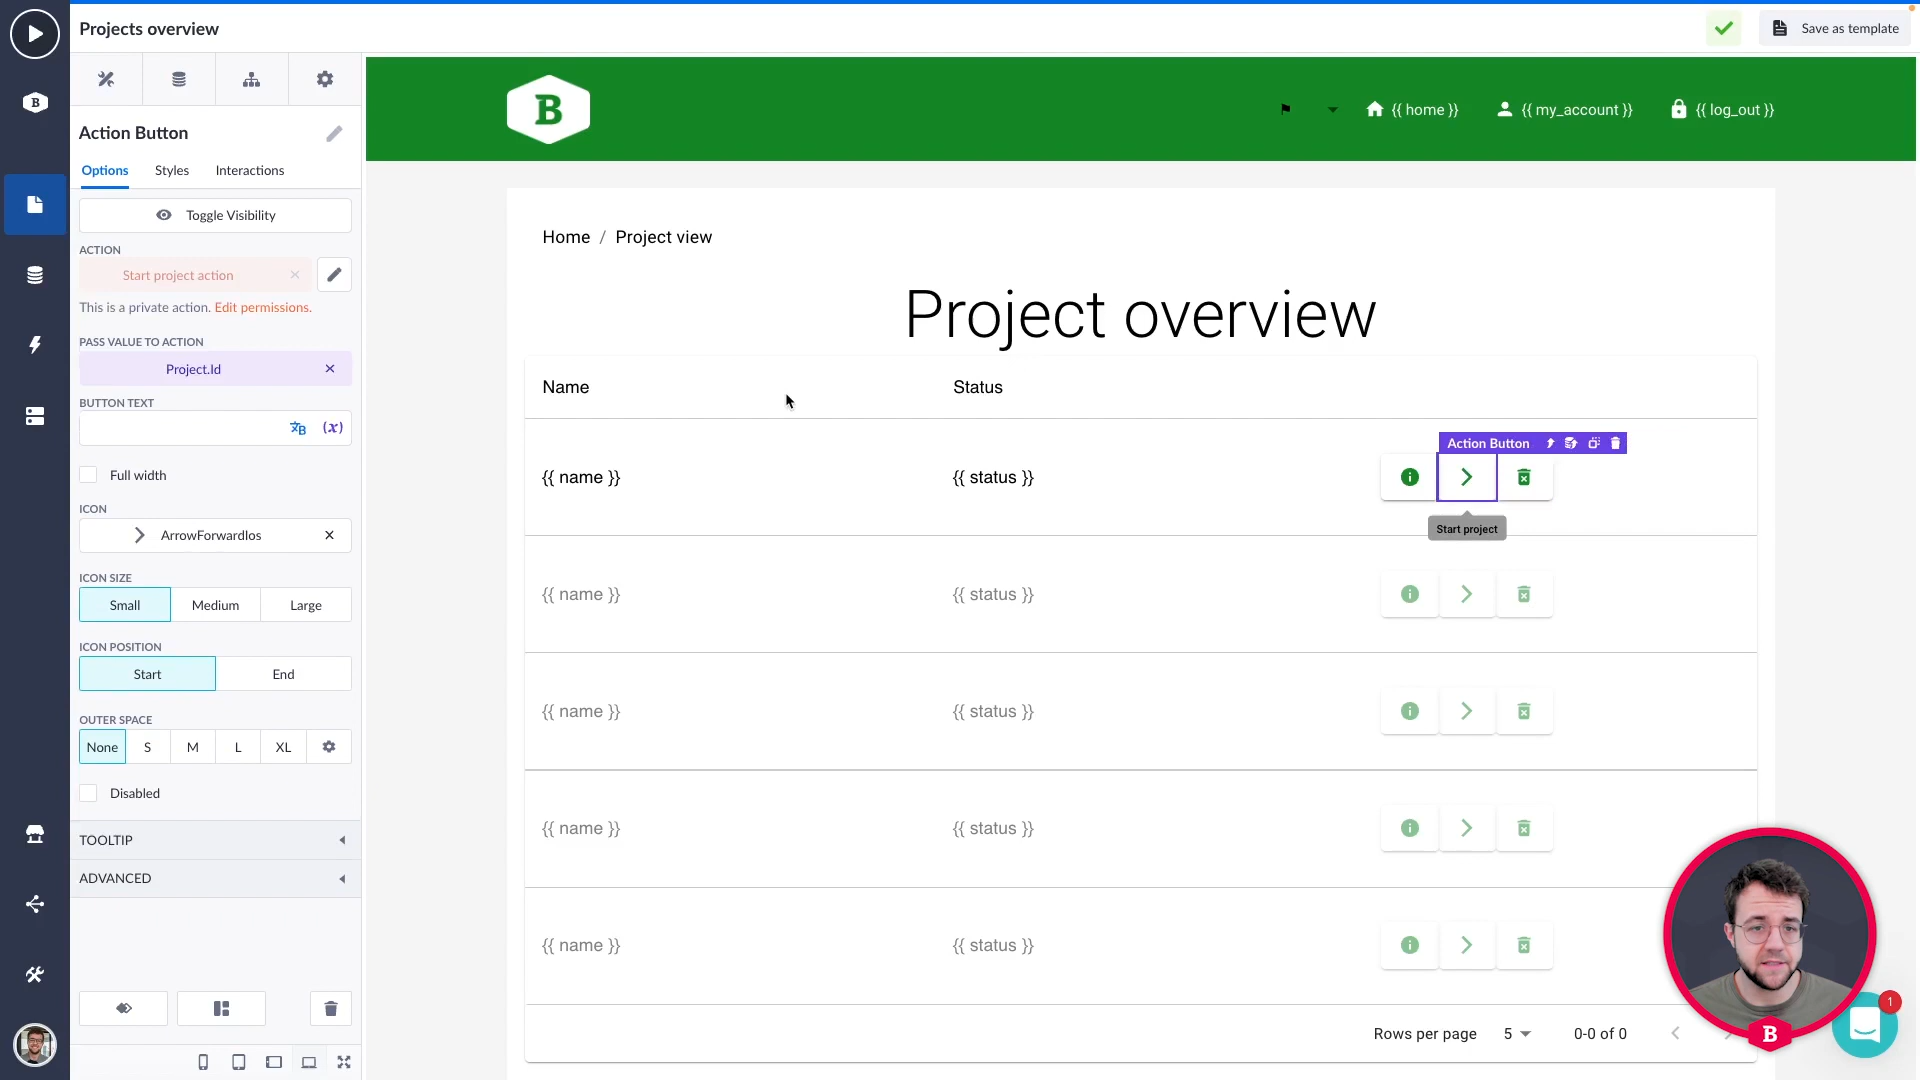 Projects overview
Save as template
B
Action Button
Options Styles Interactions
Toggle Visibility
ACTION
Start project action
This is a private action. Edit permissions.
PASS VALUE TO ACTION
Project.Id
BUTTON TEXT
(x)
Full width
ICON
ArrowForwardIos
ICON SIZE
Small Medium Large
ICON POSITION
Start End
OUTER SPACE
None S M L XL
Disabled
TOOLTIP
ADVANCED
B
{{ home }} {{ my_account }} {{ log_out }}
Home / Project view
Project overview
Name Status
Action Button
{{ name }} {{ status }}
Start project
{{ name }} {{ status }}
{{ name }} {{ status }}
{{ name }} {{ status }}
{{ name }} {{ status }}
Rows per page 5 0-0 of 0
B
1